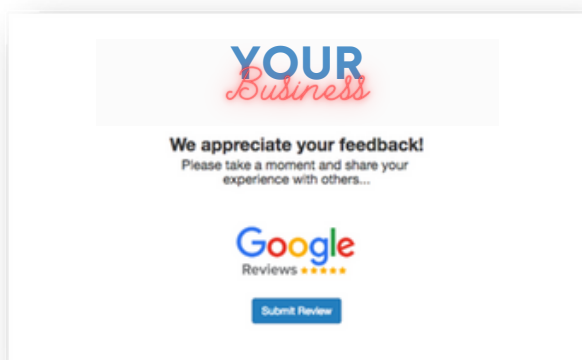 YOUR
Business
We appreciate your feedback!
Please take a moment and share your
experience with others...
Google
Reviews
Submit Review